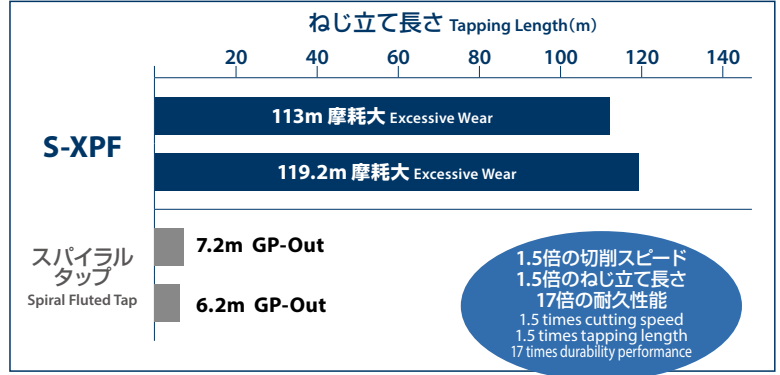 ねじ立て長さ Tapping Length(m)
20 40 60 80 100 120 140
S-XPF
113m 摩耗大 Excessive Wear
119.2m 摩耗大 Excessive Wear
スパイラル
タップ
Spiral Fluted Tap
7.2m GP-Out
6.2m GP-Out
1.5倍の切削スピード
1.5倍のねじ立て長さ
17倍の耐久性能
1.5 times cutting speed
1.5 times tapping length
17 times durability performance